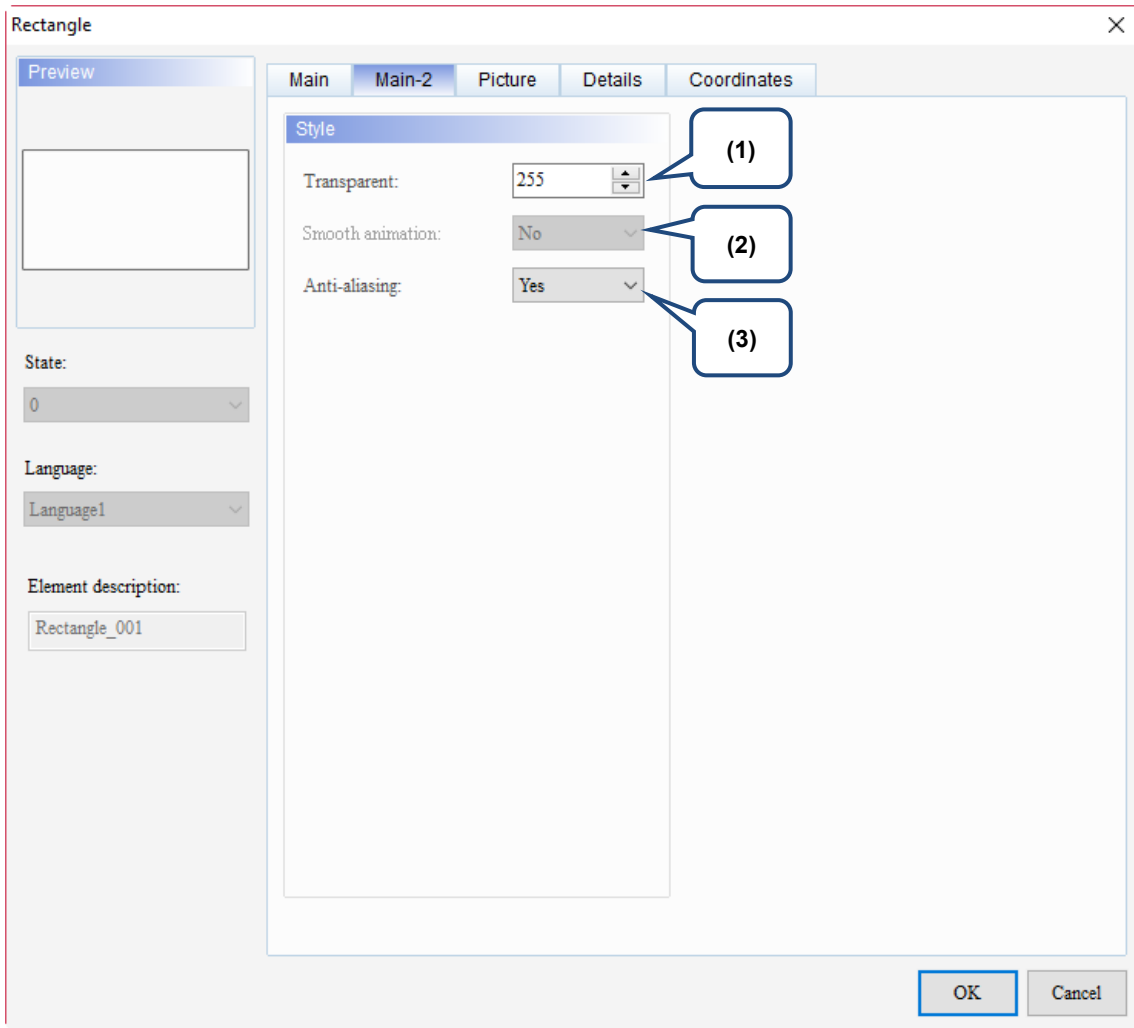 Rectangle
Preview
Main Main-2 Picture Details Coordinates
Style
(1)
Transparent: 255
Smooth animation: No
(2)
Anti-aliasing: Yes
(3)
State:
0
Language:
Language1
Element description:
Rectangle_001
OK Cancel